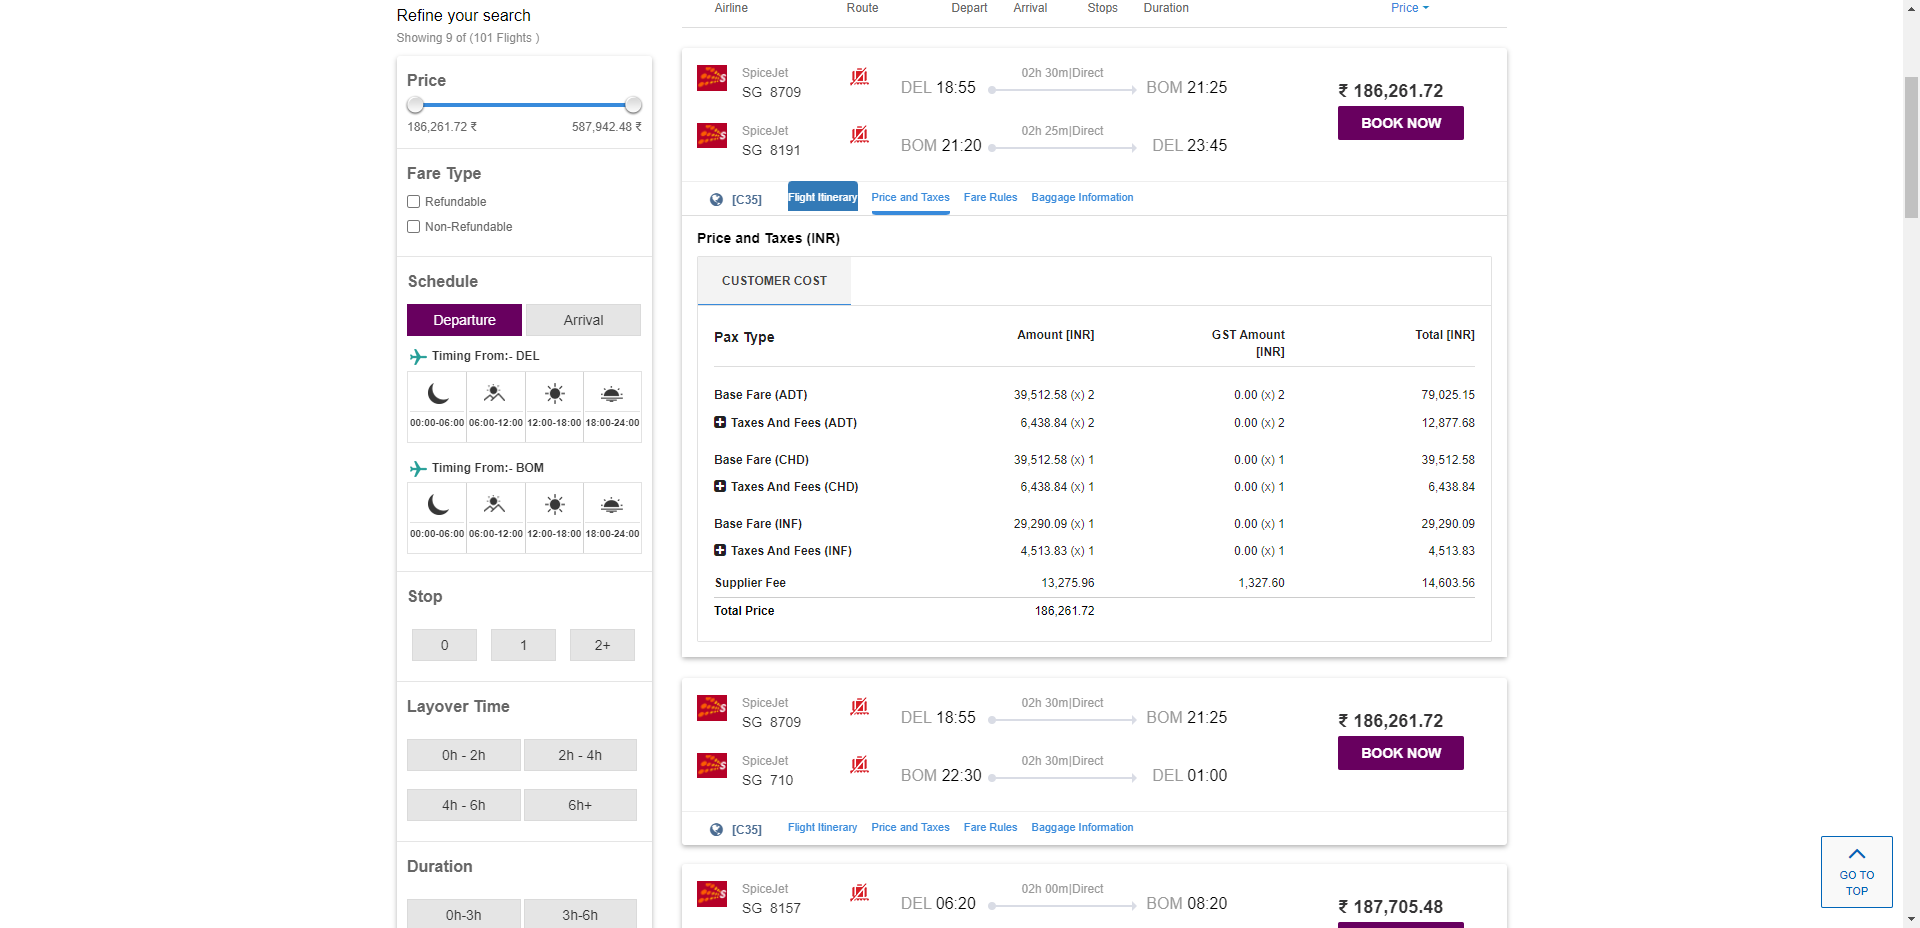 Refine your search
Showing 9 of (101 Flights )
Price
186,261.72 ₹ 587,942.48 ₹
Fare Type
Refundable
Non-Refundable
Schedule
Departure Arrival
Timing From:- DEL
00:00-06:00 06:00-12:00 12:00-18:00 18:00-24:00
Timing From:- BOM
00:00-06:00 06:00-12:00 12:00-18:00 18:00-24:00
Stop
0 1 2+
Layover Time
0h - 2h 2h - 4h
4h - 6h 6h+
Duration
0h-3h 3h-6h
Airline Route Depart Arrival Stops Duration Price
SpiceJet 02h 30m|Direct
SG 8709 DEL 18:55 BOM 21:25 ₹ 186,261.72
BOOK NOW
SpiceJet 02h 25m|Direct
SG 8191 BOM 21:20 DEL 23:45
[C35] Flight Itinerary Price and Taxes Fare Rules Baggage Information
Price and Taxes (INR)
CUSTOMER COST
Pax Type Amount [INR] GST Amount [INR] Total [INR]
Base Fare (ADT) 39,512.58 (x) 2 0.00 (x) 2 79,025.15
Taxes And Fees (ADT) 6,438.84 (x) 2 0.00 (x) 2 12,877.68
Base Fare (CHD) 39,512.58 (x) 1 0.00 (x) 1 39,512.58
Taxes And Fees (CHD) 6,438.84 (x) 1 0.00 (x) 1 6,438.84
Base Fare (INF) 29,290.09 (x) 1 0.00 (x) 1 29,290.09
Taxes And Fees (INF) 4,513.83 (x) 1 0.00 (x) 1 4,513.83
Supplier Fee 13,275.96 1,327.60 14,603.56
Total Price 186,261.72
SpiceJet 02h 30m|Direct
SG 8709 DEL 18:55 BOM 21:25 ₹ 186,261.72
BOOK NOW
SpiceJet 02h 30m|Direct
SG 710 BOM 22:30 DEL 01:00
[C35] Flight Itinerary Price and Taxes Fare Rules Baggage Information
SpiceJet 02h 00m|Direct
SG 8157 DEL 06:20 BOM 08:20 ₹ 187,705.48
GO TO
TOP